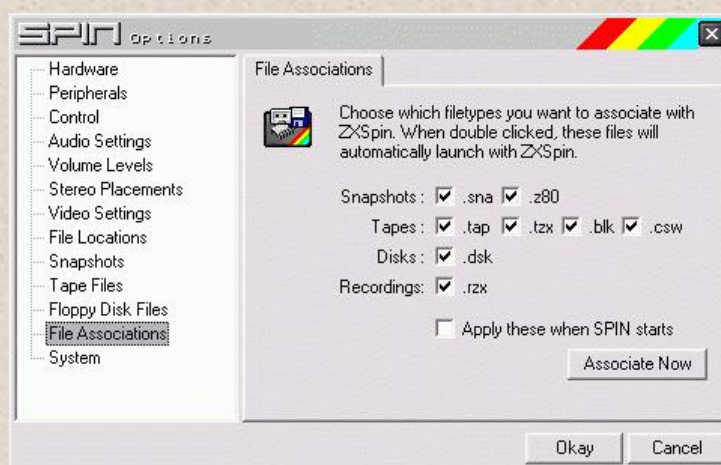 SPIN Options
Hardware
Peripherals
Control
Audio Settings
Volume Levels
Stereo Placements
Video Settings
File Locations
Snapshots
Tape Files
Floppy Disk Files
File Associations
System
File Associations
Choose which filetypes you want to associate with
ZXSpin. When double clicked, these files will
automatically launch with ZXSpin.
Snapshots : .sna .z80
Tapes : .tap .tzx .blk .csw
Disks : .dsk
Recordings: .rzx
Apply these when SPIN starts
Associate Now
Okay Cancel